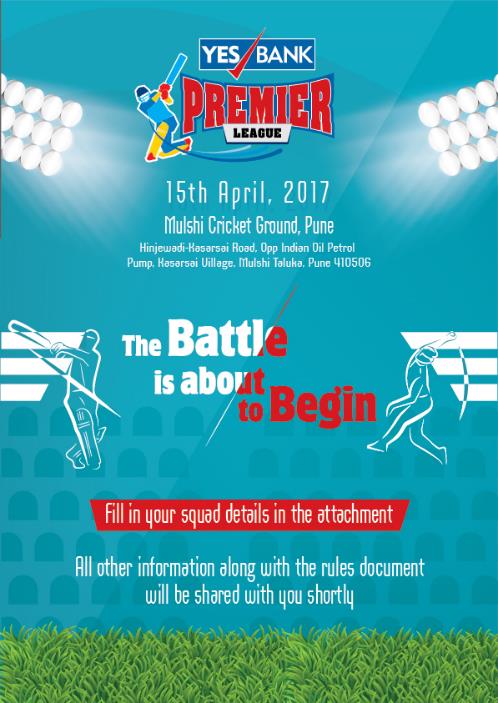 YES BANK
PREMIER
LEAGUE
15th April, 2017
Mulshi Cricket Ground, Pune
Hinjewadi-Kasarsai Road, Opp Indian Oil Petrol
Pump, Kasarsai Village, Mulshi Taluka, Pune 410506
The Battle
is about
to Begin
Fill in your squad details in the attachment
All other information along with the rules document
will be shared with you shortly